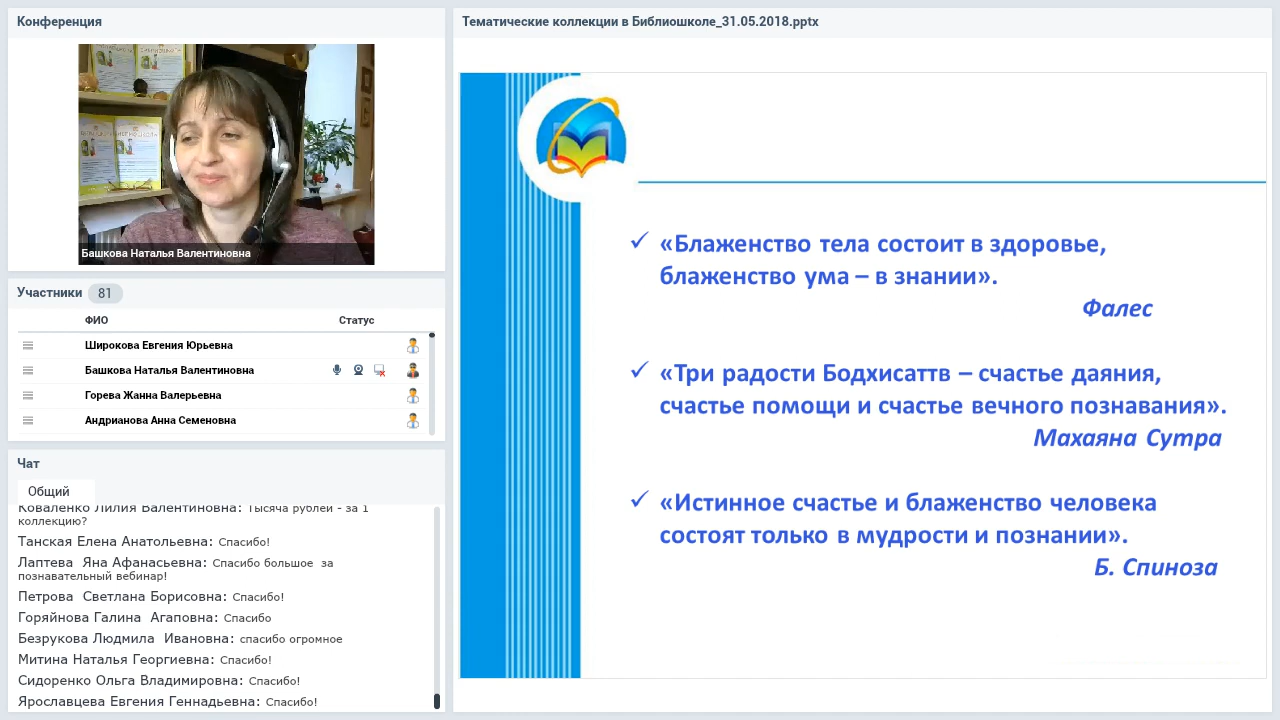 Конференция
Башкова Наталья Валентиновна
Участники 81
ФИО Статус
Широкова Евгения Юрьевна
Башкова Наталья Валентиновна
Горева Жанна Валерьевна
Андрианова Анна Семеновна
Чат
Общий
Коваленко Лилия Валентиновна: Тысяча рублей - за 1
коллекцию?
Танская Елена Анатольевна: Спасибо!
Лаптева Яна Афанасьевна: Спасибо большое за
познавательный вебинар!
Петрова Светлана Борисовна: Спасибо!
Горяйнова Галина Агаповна: Спасибо
Безрукова Людмила Ивановна: спасибо огромное
Митина Наталья Георгиевна: Спасибо!
Сидоренко Ольга Владимировна: Спасибо!
Ярославцева Евгения Геннадьевна: Спасибо!
Тематические коллекции в Библиошколе_31.05.2018.pptx
«Блаженство тела состоит в здоровье,
блаженство ума – в знании».
Фалес
«Три радости Бодхисаттв – счастье даяния,
счастье помощи и счастье вечного познавания».
Махаяна Сутра
«Истинное счастье и блаженство человека
состоят только в мудрости и познании».
Б. Спиноза